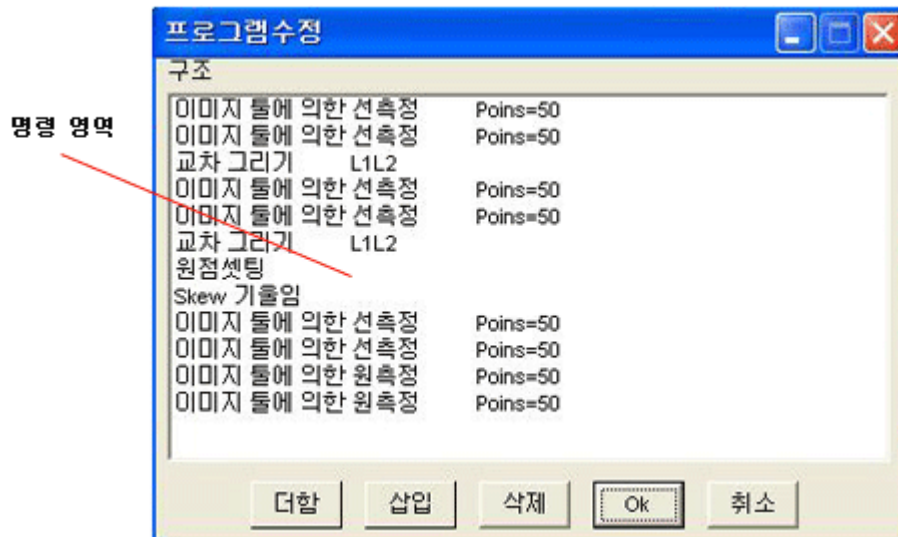 프로그램수정
구조
명령 영역
이미지 툴에 의한 선측정 Poins=50
이미지 툴에 의한 선측정 Poins=50
교차 그리기 L1L2
이미지 툴에 의한 선측정 Poins=50
이미지 툴에 의한 선측정 Poins=50
교차 그리기 L1L2
원점셋팅
Skew 기울임
이미지 툴에 의한 선측정 Poins=50
이미지 툴에 의한 선측정 Poins=50
이미지 툴에 의한 원측정 Poins=50
이미지 툴에 의한 원측정 Poins=50
더함 삽입 삭제 Ok 취소